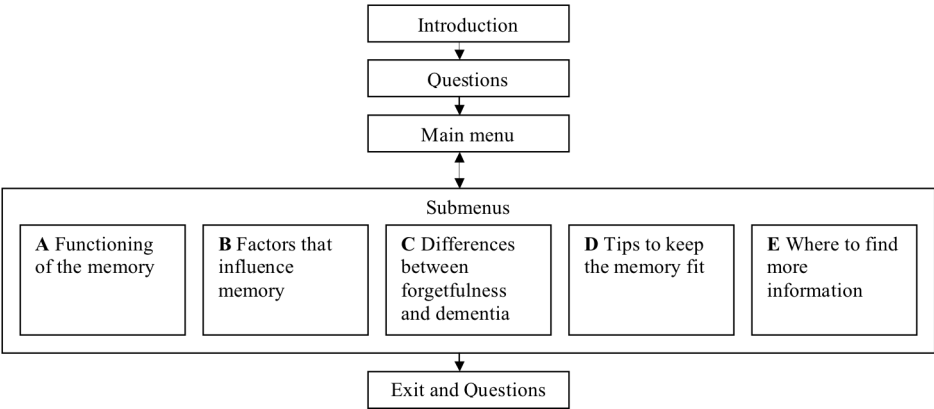 Introduction
Questions
Main menu
Submenus
A Functioning
of the memory
B Factors that
influence
memory
C Differences
between
forgetfulness
and dementia
D Tips to keep
the memory fit
E Where to find
more
information
Exit and Questions